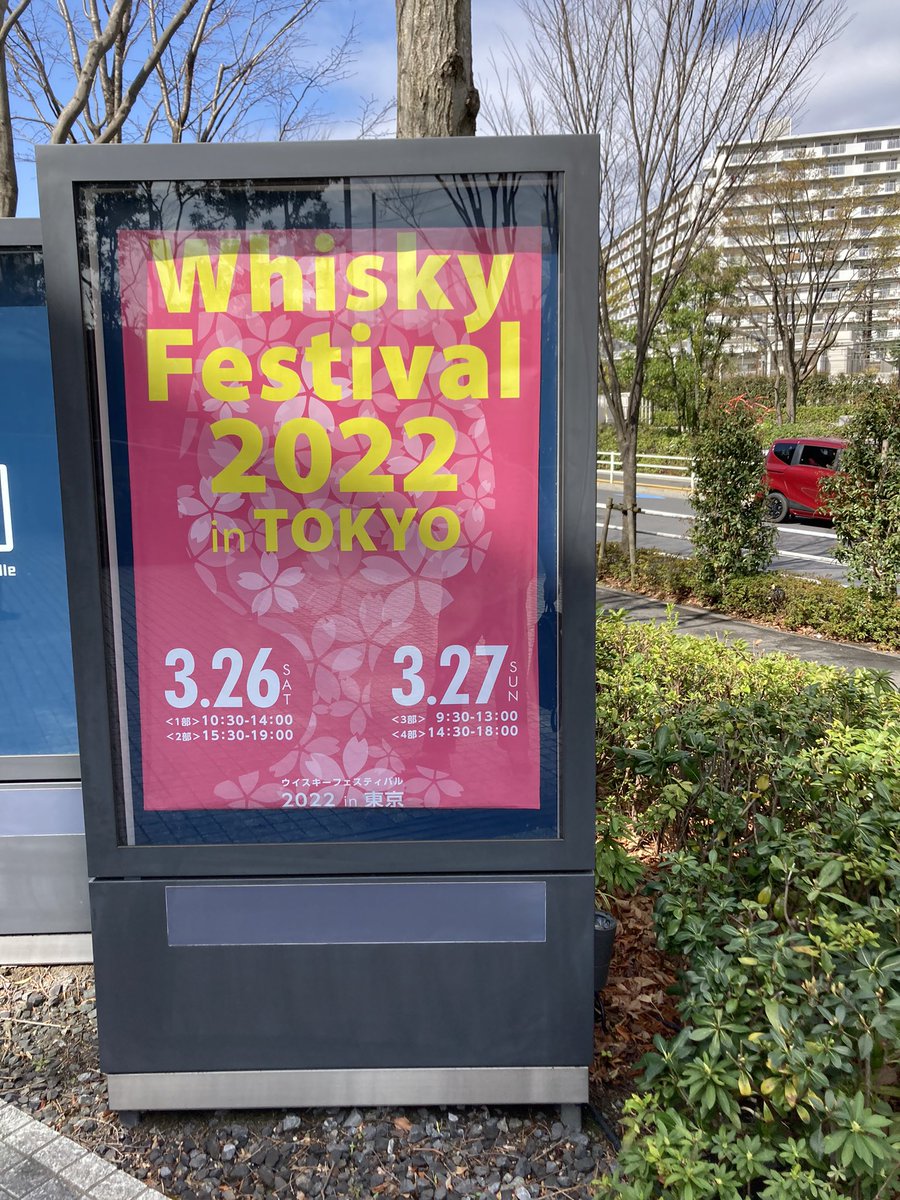 Whisky
Festival
2022
in TOKYO
3.26 SAT
<1部> 10:30-14:00
<2部> 15:30-19:00
3.27 SUN
<3部> 9:30-13:00
<4部> 14:30-18:00
ウイスキーフェスティバル
2022 in 東京